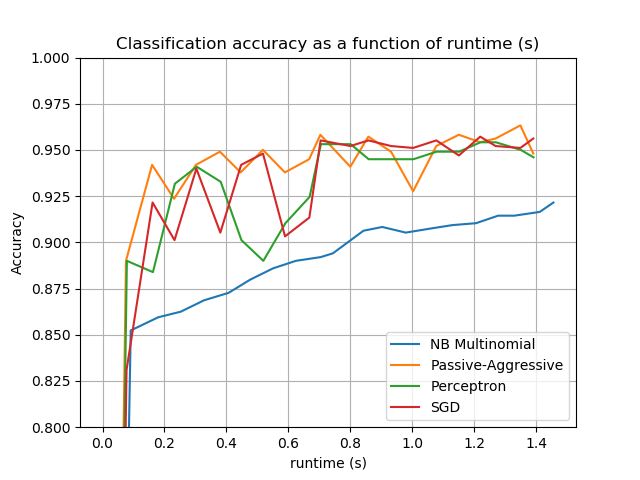 Classification accuracy as a function of runtime (s)
1.000
0.975
0.950
0.925
0.900
0.875
0.850
0.825
0.800
Accuracy
NB Multinomial
Passive-Aggressive
Perceptron
SGD
0.0 0.2 0.4 0.6 0.8 1.0 1.2 1.4
runtime (s)